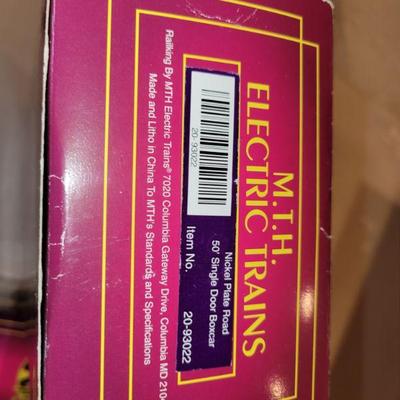 M.T.H.
ELECTRIC TRAINS
Nickel Plate Road
50' Single Door Boxcar
Item No. 20-93022
20-93022
Railking By MTH Electric Trains® 7020 Columbia Gateway Drive, Columbia MD 2104
Made and Litho in China To MTH's Standards and Specifications